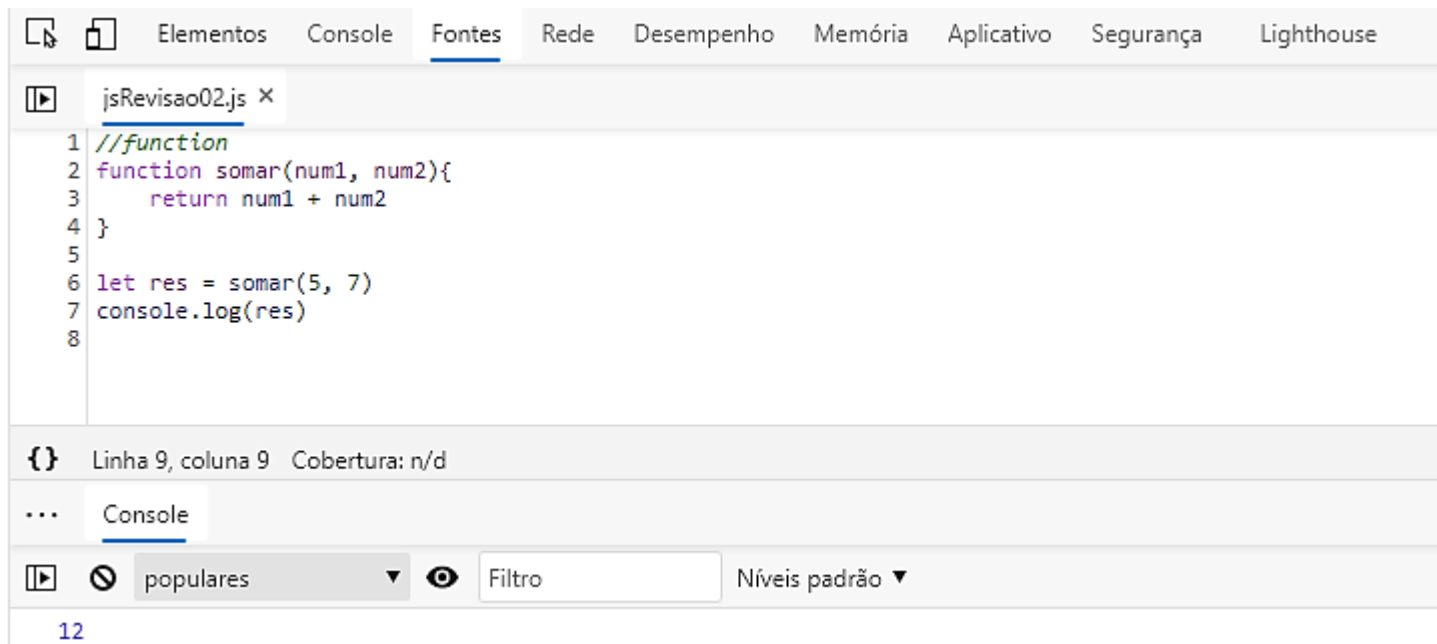 Elementos Console Fontes Rede Desempenho Memória Aplicativo Segurança Lighthouse
jsRevisao02.js ×
1 //function
2 function somar(num1, num2){
3     return num1 + num2
4 }
5
6 let res = somar(5, 7)
7 console.log(res)
8
{} Linha 9, coluna 9 Cobertura: n/d
... Console
populares ▼ Filtro Níveis padrão ▼
12